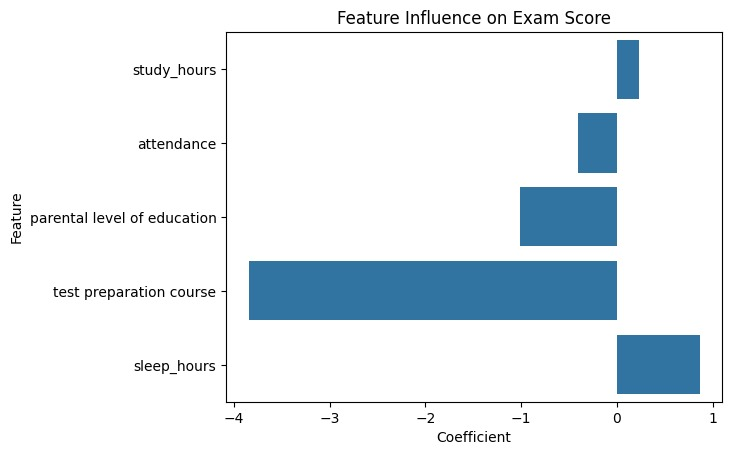 Feature Influence on Exam Score
Feature
study_hours
attendance
parental level of education
test preparation course
sleep_hours
−4 −3 −2 −1 0 1
Coefficient